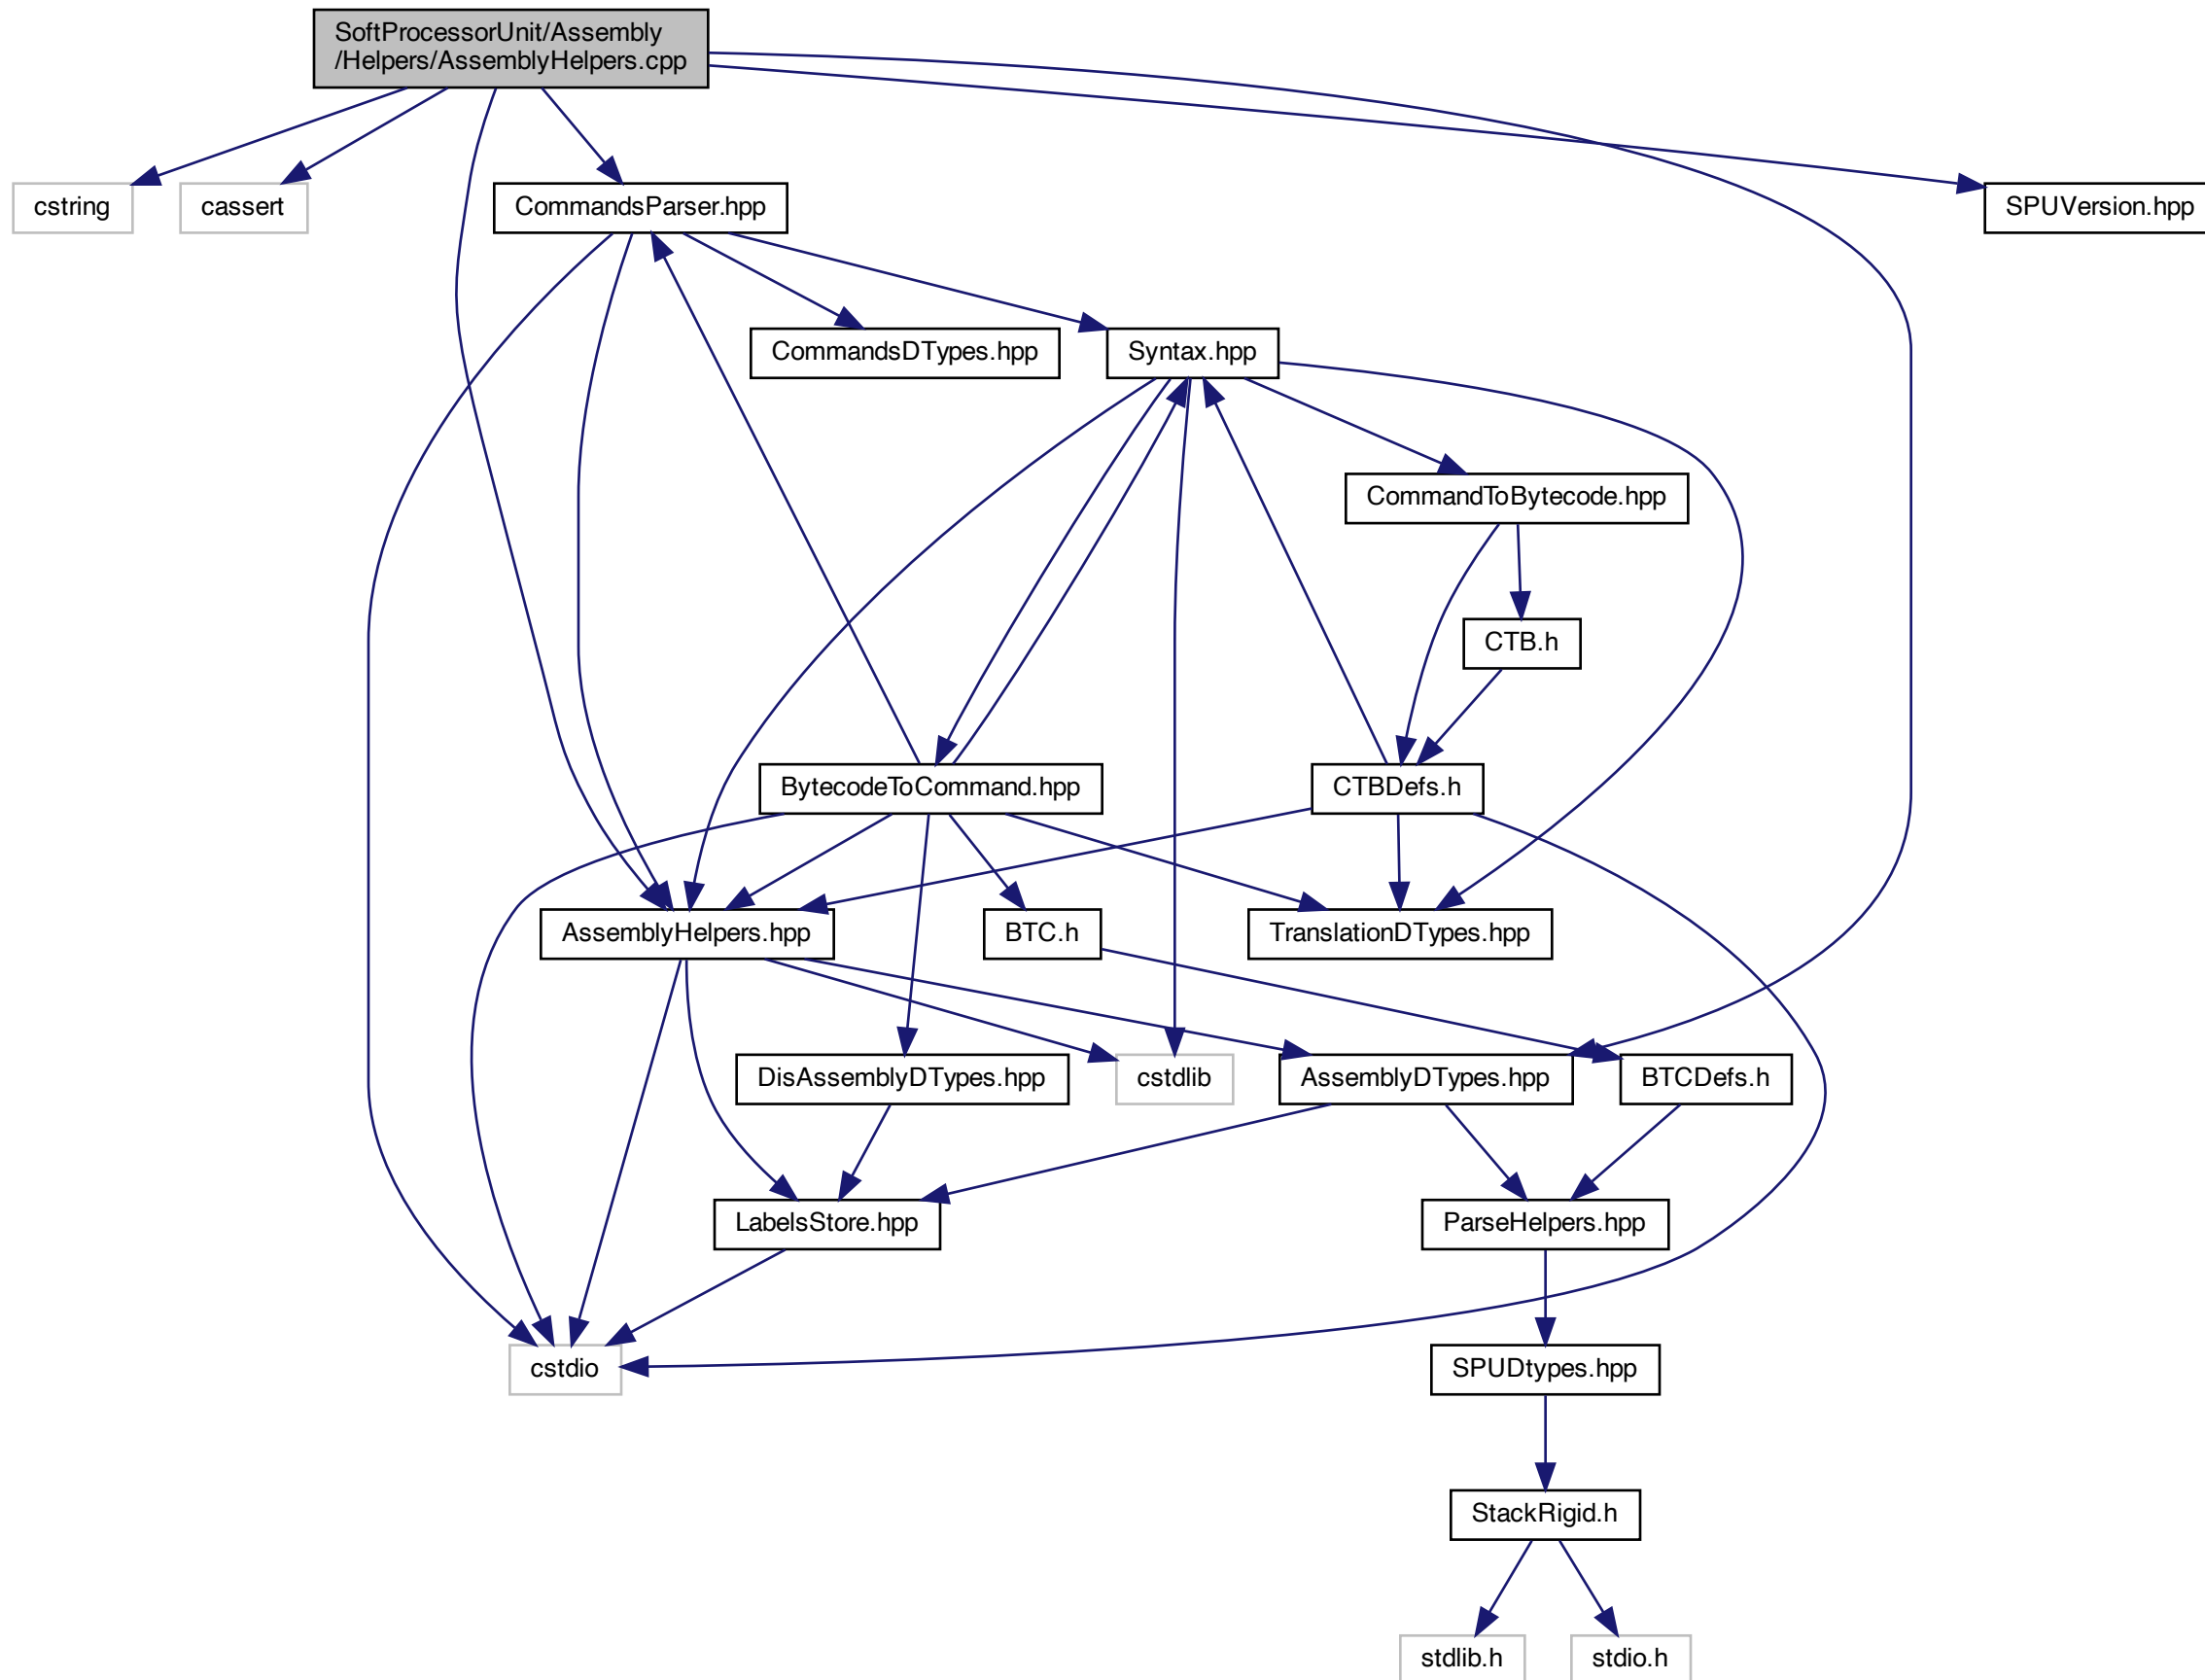 SoftProcessorUnit/Assembly
/Helpers/AssemblyHelpers.cpp
cstring
cassert
CommandsParser.hpp
SPUVersion.hpp
CommandsDTypes.hpp
Syntax.hpp
CommandToBytecode.hpp
CTB.h
BytecodeToCommand.hpp
CTBDefs.h
AssemblyHelpers.hpp
BTC.h
TranslationDTypes.hpp
DisAssemblyDTypes.hpp
cstdlib
AssemblyDTypes.hpp
BTCDefs.h
LabelsStore.hpp
ParseHelpers.hpp
cstdio
SPUDtypes.hpp
StackRigid.h
stdlib.h
stdio.h